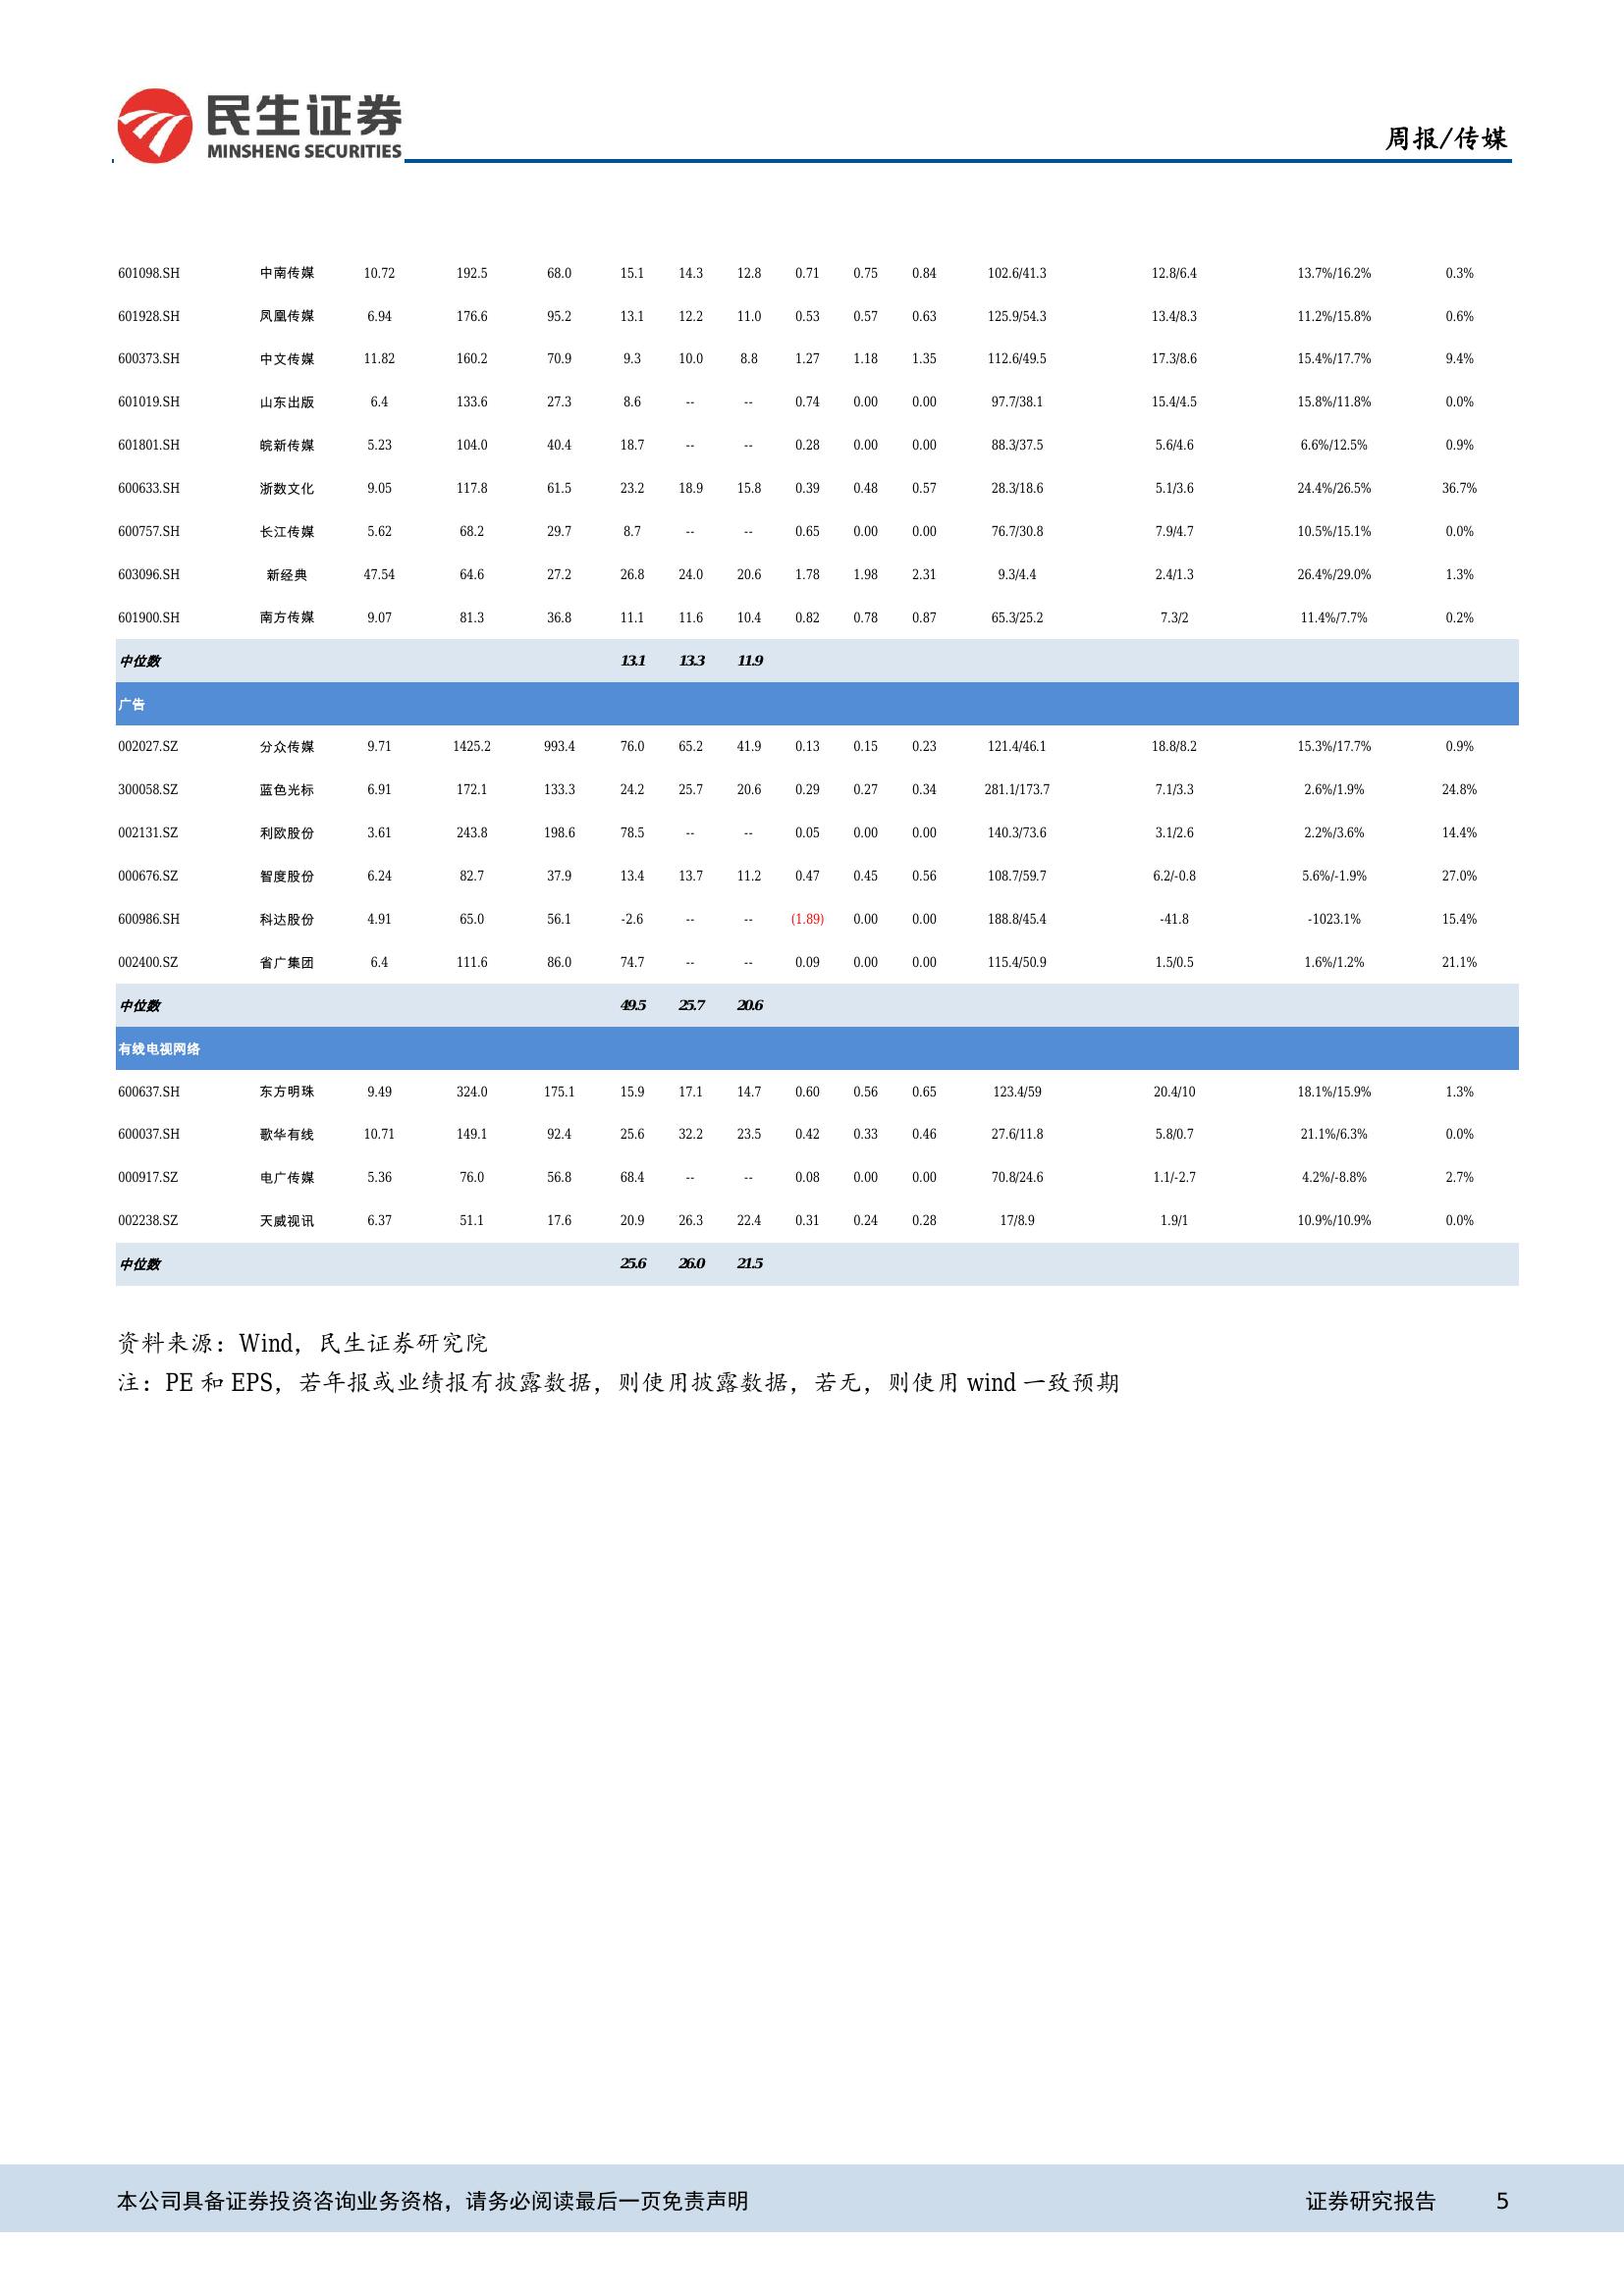 民生证券
MINSHENG SECURITIES
周报/传媒
601098.SH 中南传媒 10.72 192.5 68.0 15.1 14.3 12.8 0.71 0.75 0.84 102.6/41.3 12.8/6.4 13.7%/16.2% 0.3%
601928.SH 凤凰传媒 6.94 176.6 95.2 13.1 12.2 11.0 0.53 0.57 0.63 125.9/54.3 13.4/8.3 11.2%/15.8% 0.6%
600373.SH 中文传媒 11.82 160.2 70.9 9.3 10.0 8.8 1.27 1.18 1.35 112.6/49.5 17.3/8.6 15.4%/17.7% 9.4%
601019.SH 山东出版 6.4 133.6 27.3 8.6 -- -- 0.74 0.00 0.00 97.7/38.1 15.4/4.5 15.8%/11.8% 0.0%
601801.SH 皖新传媒 5.23 104.0 40.4 18.7 -- -- 0.28 0.00 0.00 88.3/37.5 5.6/4.6 6.6%/12.5% 0.9%
600633.SH 浙数文化 9.05 117.8 61.5 23.2 18.9 15.8 0.39 0.48 0.57 28.3/18.6 5.1/3.6 24.4%/26.5% 36.7%
600757.SH 长江传媒 5.62 68.2 29.7 8.7 -- -- 0.65 0.00 0.00 76.7/30.8 7.9/4.7 10.5%/15.1% 0.0%
603096.SH 新经典 47.54 64.6 27.2 26.8 24.0 20.6 1.78 1.98 2.31 9.3/4.4 2.4/1.3 26.4%/29.0% 1.3%
601900.SH 南方传媒 9.07 81.3 36.8 11.1 11.6 10.4 0.82 0.78 0.87 65.3/25.2 7.3/2 11.4%/7.7% 0.2%
中位数 13.1 13.3 11.9
广告
002027.SZ 分众传媒 9.71 1425.2 993.4 76.0 65.2 41.9 0.13 0.15 0.23 121.4/46.1 18.8/8.2 15.3%/17.7% 0.9%
300058.SZ 蓝色光标 6.91 172.1 133.3 24.2 25.7 20.6 0.29 0.27 0.34 281.1/173.7 7.1/3.3 2.6%/1.9% 24.8%
002131.SZ 利欧股份 3.61 243.8 198.6 78.5 -- -- 0.05 0.00 0.00 140.3/73.6 3.1/2.6 2.2%/3.6% 14.4%
000676.SZ 智度股份 6.24 82.7 37.9 13.4 13.7 11.2 0.47 0.45 0.56 108.7/59.7 6.2/-0.8 5.6%/-1.9% 27.0%
600986.SH 科达股份 4.91 65.0 56.1 -2.6 -- -- (1.89) 0.00 0.00 188.8/45.4 -41.8 -1023.1% 15.4%
002400.SZ 省广集团 6.4 111.6 86.0 74.7 -- -- 0.09 0.00 0.00 115.4/50.9 1.5/0.5 1.6%/1.2% 21.1%
中位数 49.5 25.7 20.6
有线电视网络
600637.SH 东方明珠 9.49 324.0 175.1 15.9 17.1 14.7 0.60 0.56 0.65 123.4/59 20.4/10 18.1%/15.9% 1.3%
600037.SH 歌华有线 10.71 149.1 92.4 25.6 32.2 23.5 0.42 0.33 0.46 27.6/11.8 5.8/0.7 21.1%/6.3% 0.0%
000917.SZ 电广传媒 5.36 76.0 56.8 68.4 -- -- 0.08 0.00 0.00 70.8/24.6 1.1/-2.7 4.2%/-8.8% 2.7%
002238.SZ 天威视讯 6.37 51.1 17.6 20.9 26.3 22.4 0.31 0.24 0.28 17/8.9 1.9/1 10.9%/10.9% 0.0%
中位数 25.6 26.0 21.5
资料来源：Wind，民生证券研究院
注：PE 和 EPS，若年报或业绩报有披露数据，则使用披露数据，若无，则使用 wind 一致预期
本公司具备证券投资咨询业务资格，请务必阅读最后一页免责声明 证券研究报告 5